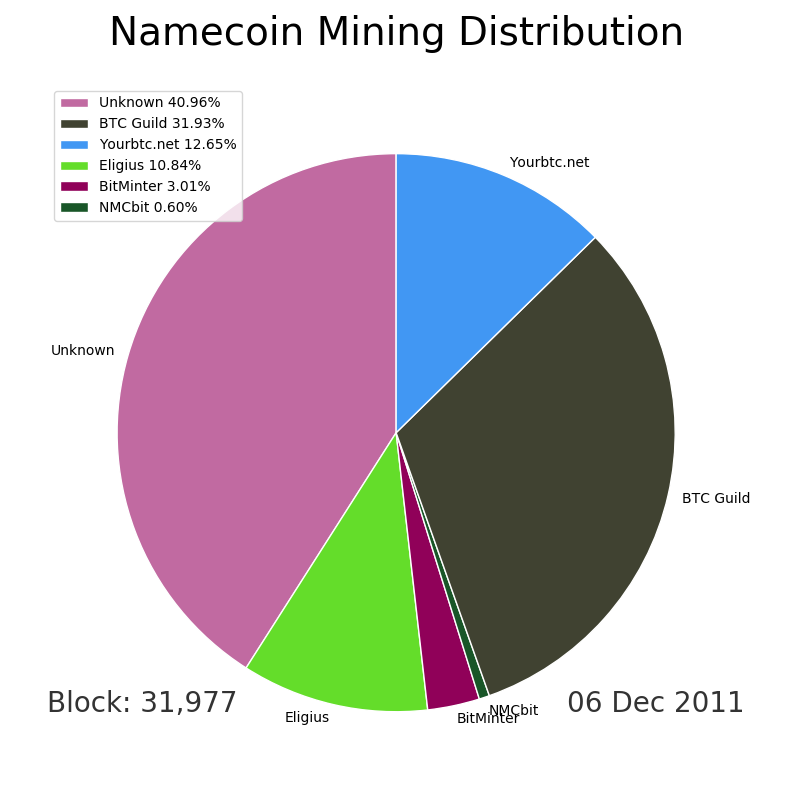 Namecoin Mining Distribution
Unknown 40.96%
BTC Guild 31.93%
Yourbtc.net 12.65%
Eligius 10.84%
BitMinter 3.01%
NMCbit 0.60%
Yourbtc.net
Unknown
BTC Guild
Block: 31,977
06 Dec 2011
NMCbit
Eligius
BitMinter